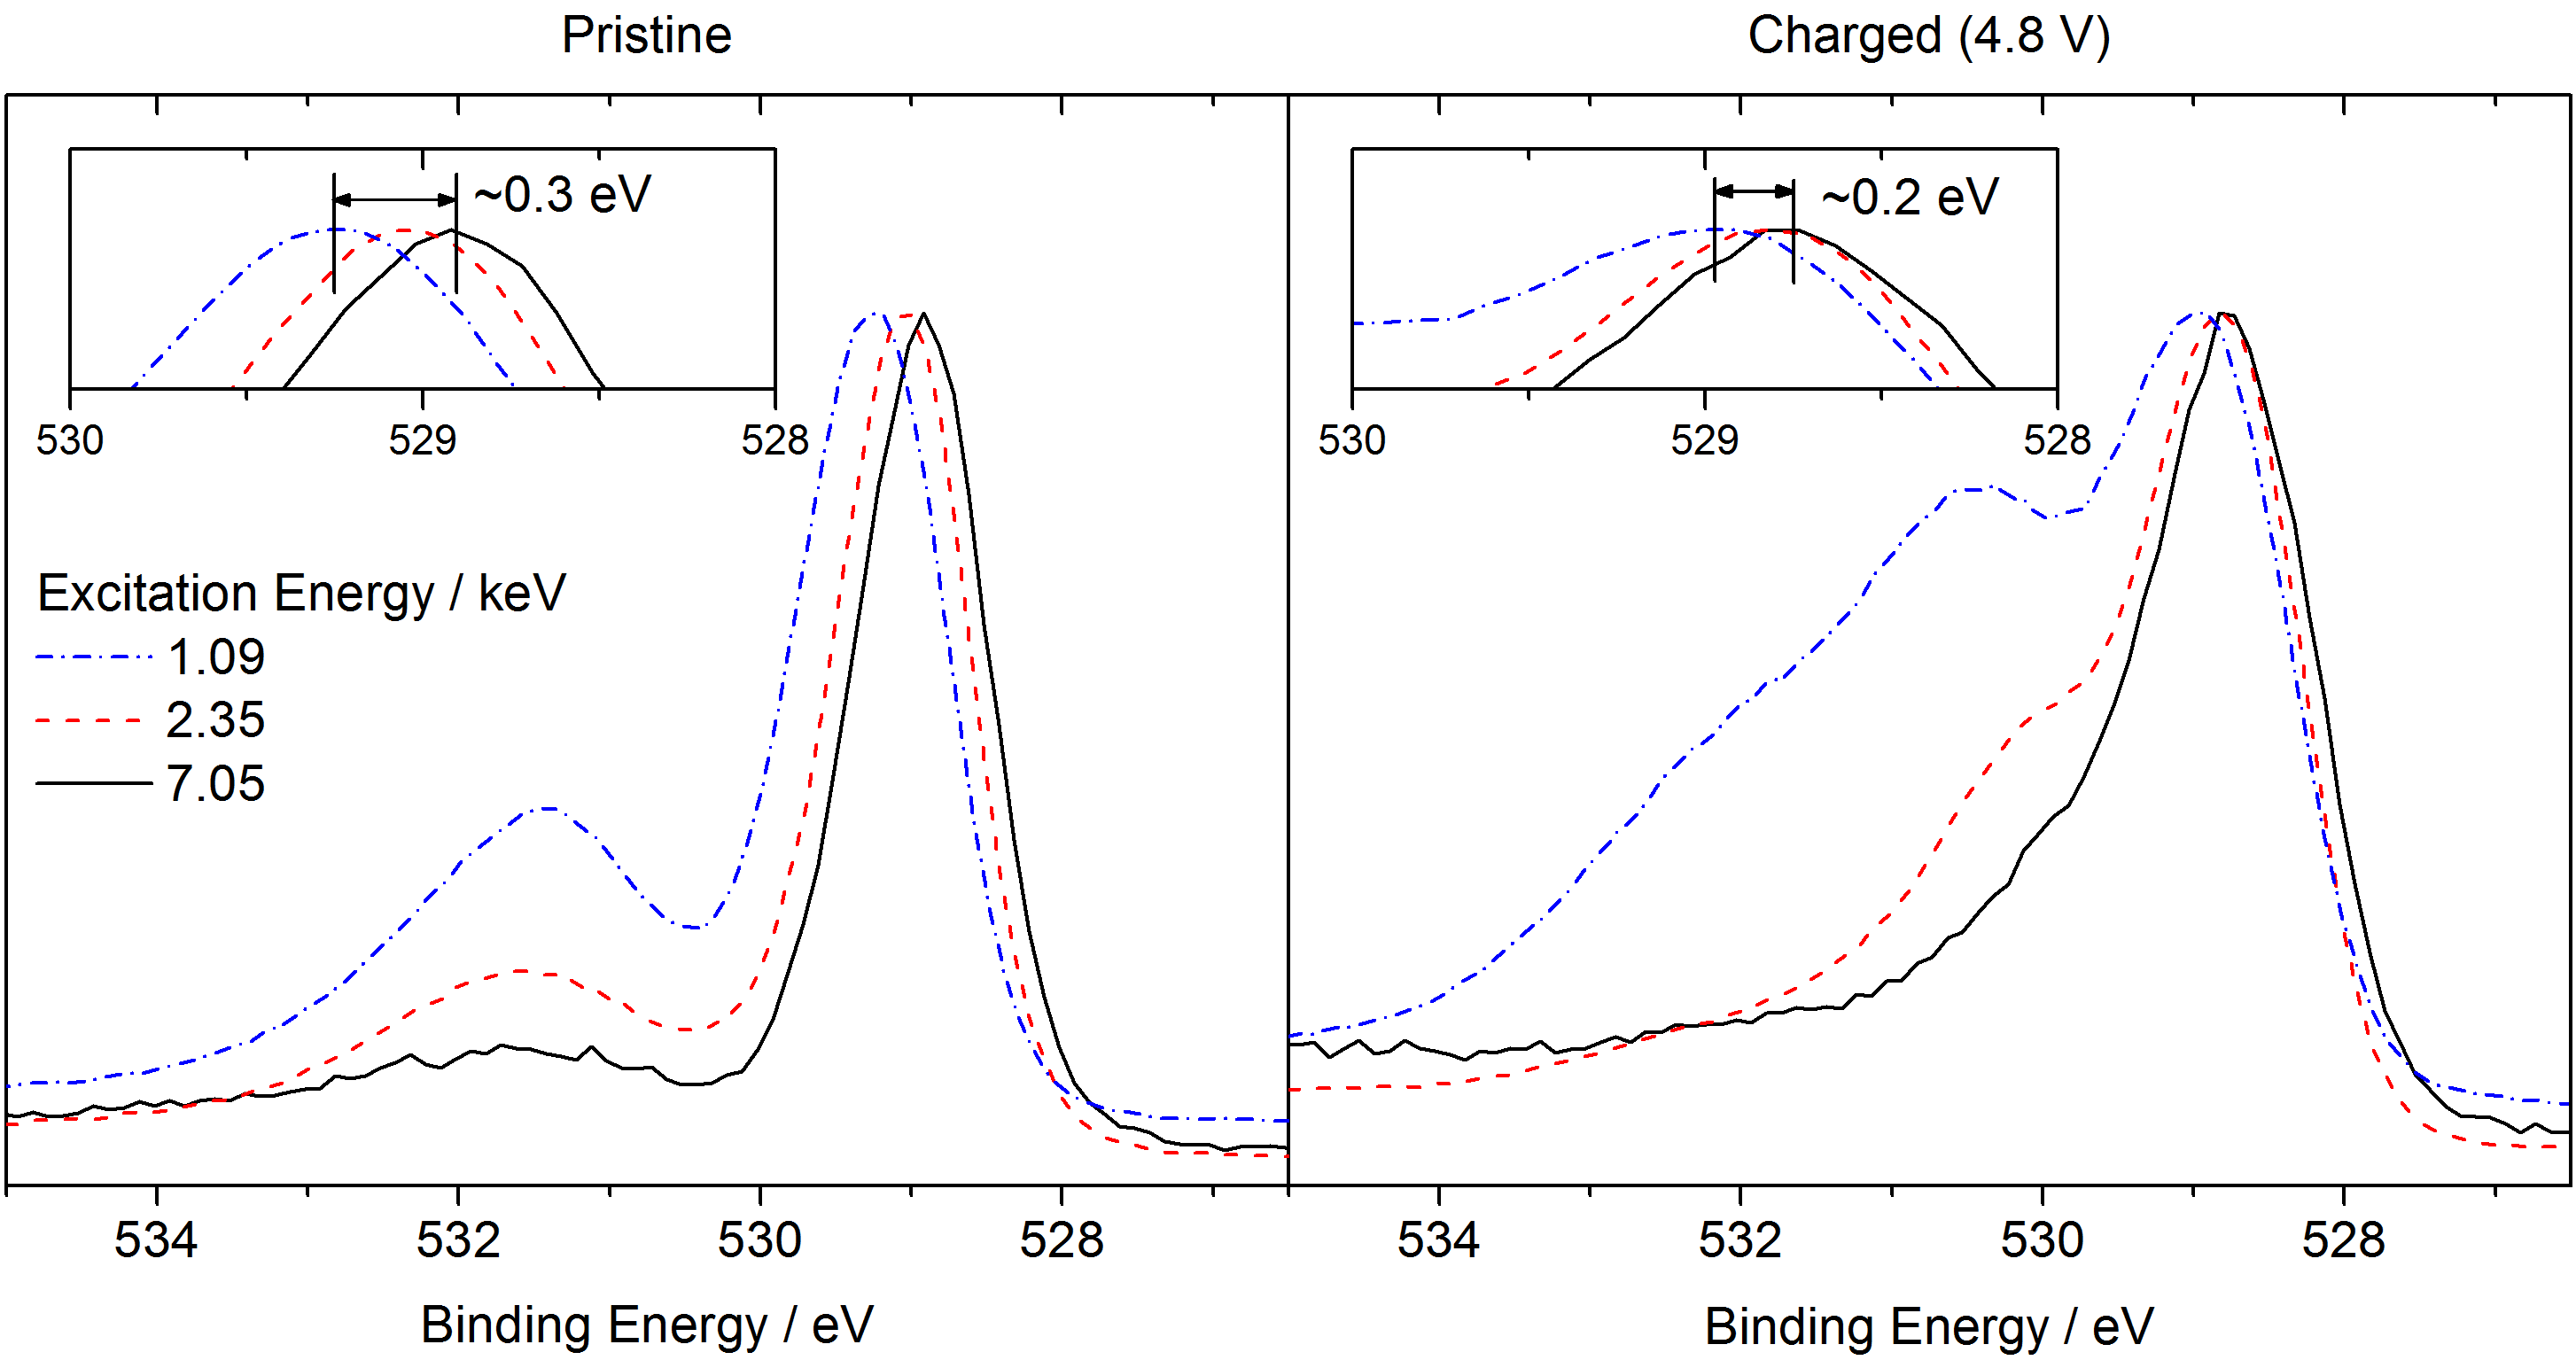 Pristine
Charged (4.8 V)
~0.3 eV
530
529
528
~0.2 eV
530
529
528
Excitation Energy / keV
1.09
2.35
7.05
534
532
530
528
534
532
530
528
Binding Energy / eV
Binding Energy / eV